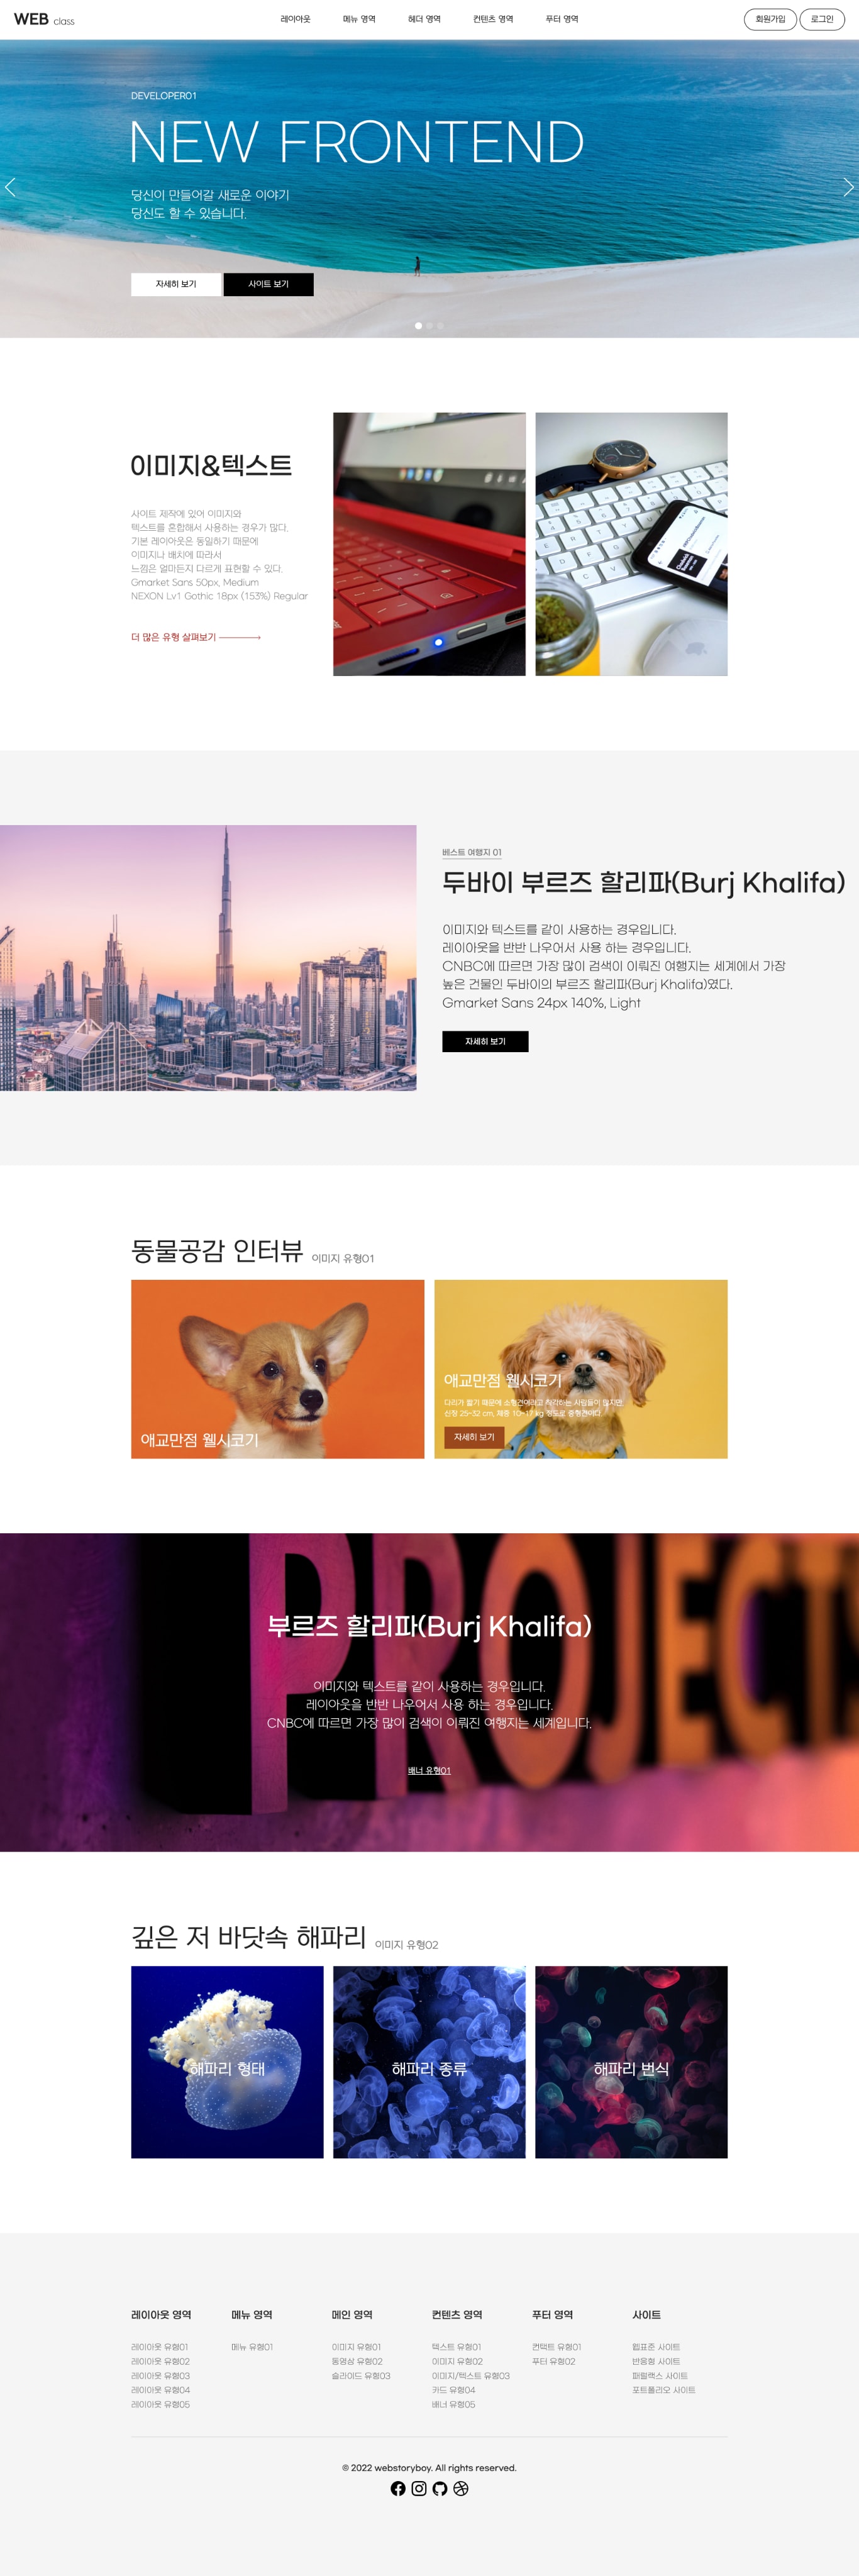 WEB class
레이아웃 메뉴 영역 헤더 영역 컨텐츠 영역 푸터 영역
회원가입 로그인
DEVELOPER01
NEW FRONTEND
당신이 만들어갈 새로운 이야기
당신도 할 수 있습니다.
자세히 보기 사이트 보기
이미지&텍스트
사이트 제작에 있어 이미지와
텍스트를 혼합해서 사용하는 경우가 많다.
기본 레이아웃은 동일하기 때문에
이미지나 배치에 따라서
느낌은 얼마든지 다르게 표현할 수 있다.
Gmarket Sans 50px, Medium
NEXON Lv1 Gothic 18px (153%) Regular
더 많은 유형 살펴보기
베스트 여행지 01
두바이 부르즈 할리파(Burj Khalifa)
이미지와 텍스트를 같이 사용하는 경우입니다.
레이아웃을 반반 나누어서 사용 하는 경우입니다.
CNBC에 따르면 가장 많이 검색이 이뤄진 여행지는 세계에서 가장
높은 건물인 두바이의 부르즈 할리파(Burj Khalifa)였다.
Gmarket Sans 24px 140%, Light
자세히 보기
동물공감 인터뷰 이미지 유형01
애교만점 웰시코기
애교만점 웰시코기
다리가 짧기 때문에 소형견이라고 착각하는 사람들이 많지만,
신장 25~32 cm, 체중 10~17 kg 정도로 중형견이다.
자세히 보기
PROJECT
부르즈 할리파(Burj Khalifa)
이미지와 텍스트를 같이 사용하는 경우입니다.
레이아웃을 반반 나누어서 사용 하는 경우입니다.
CNBC에 따르면 가장 많이 검색이 이뤄진 여행지는 세계입니다.
배너 유형01
깊은 저 바닷속 해파리 이미지 유형02
해파리 형태
해파리 종류
해파리 번식
레이아웃 영역
레이아웃 유형01
레이아웃 유형02
레이아웃 유형03
레이아웃 유형04
레이아웃 유형05
메뉴 영역
메뉴 유형01
메인 영역
이미지 유형01
동영상 유형02
슬라이드 유형03
컨텐츠 영역
텍스트 유형01
이미지 유형02
이미지/텍스트 유형03
카드 유형04
배너 유형05
푸터 영역
컨택트 유형01
푸터 유형02
사이트
웹표준 사이트
반응형 사이트
패럴랙스 사이트
포트폴리오 사이트
© 2022 webstoryboy. All rights reserved.